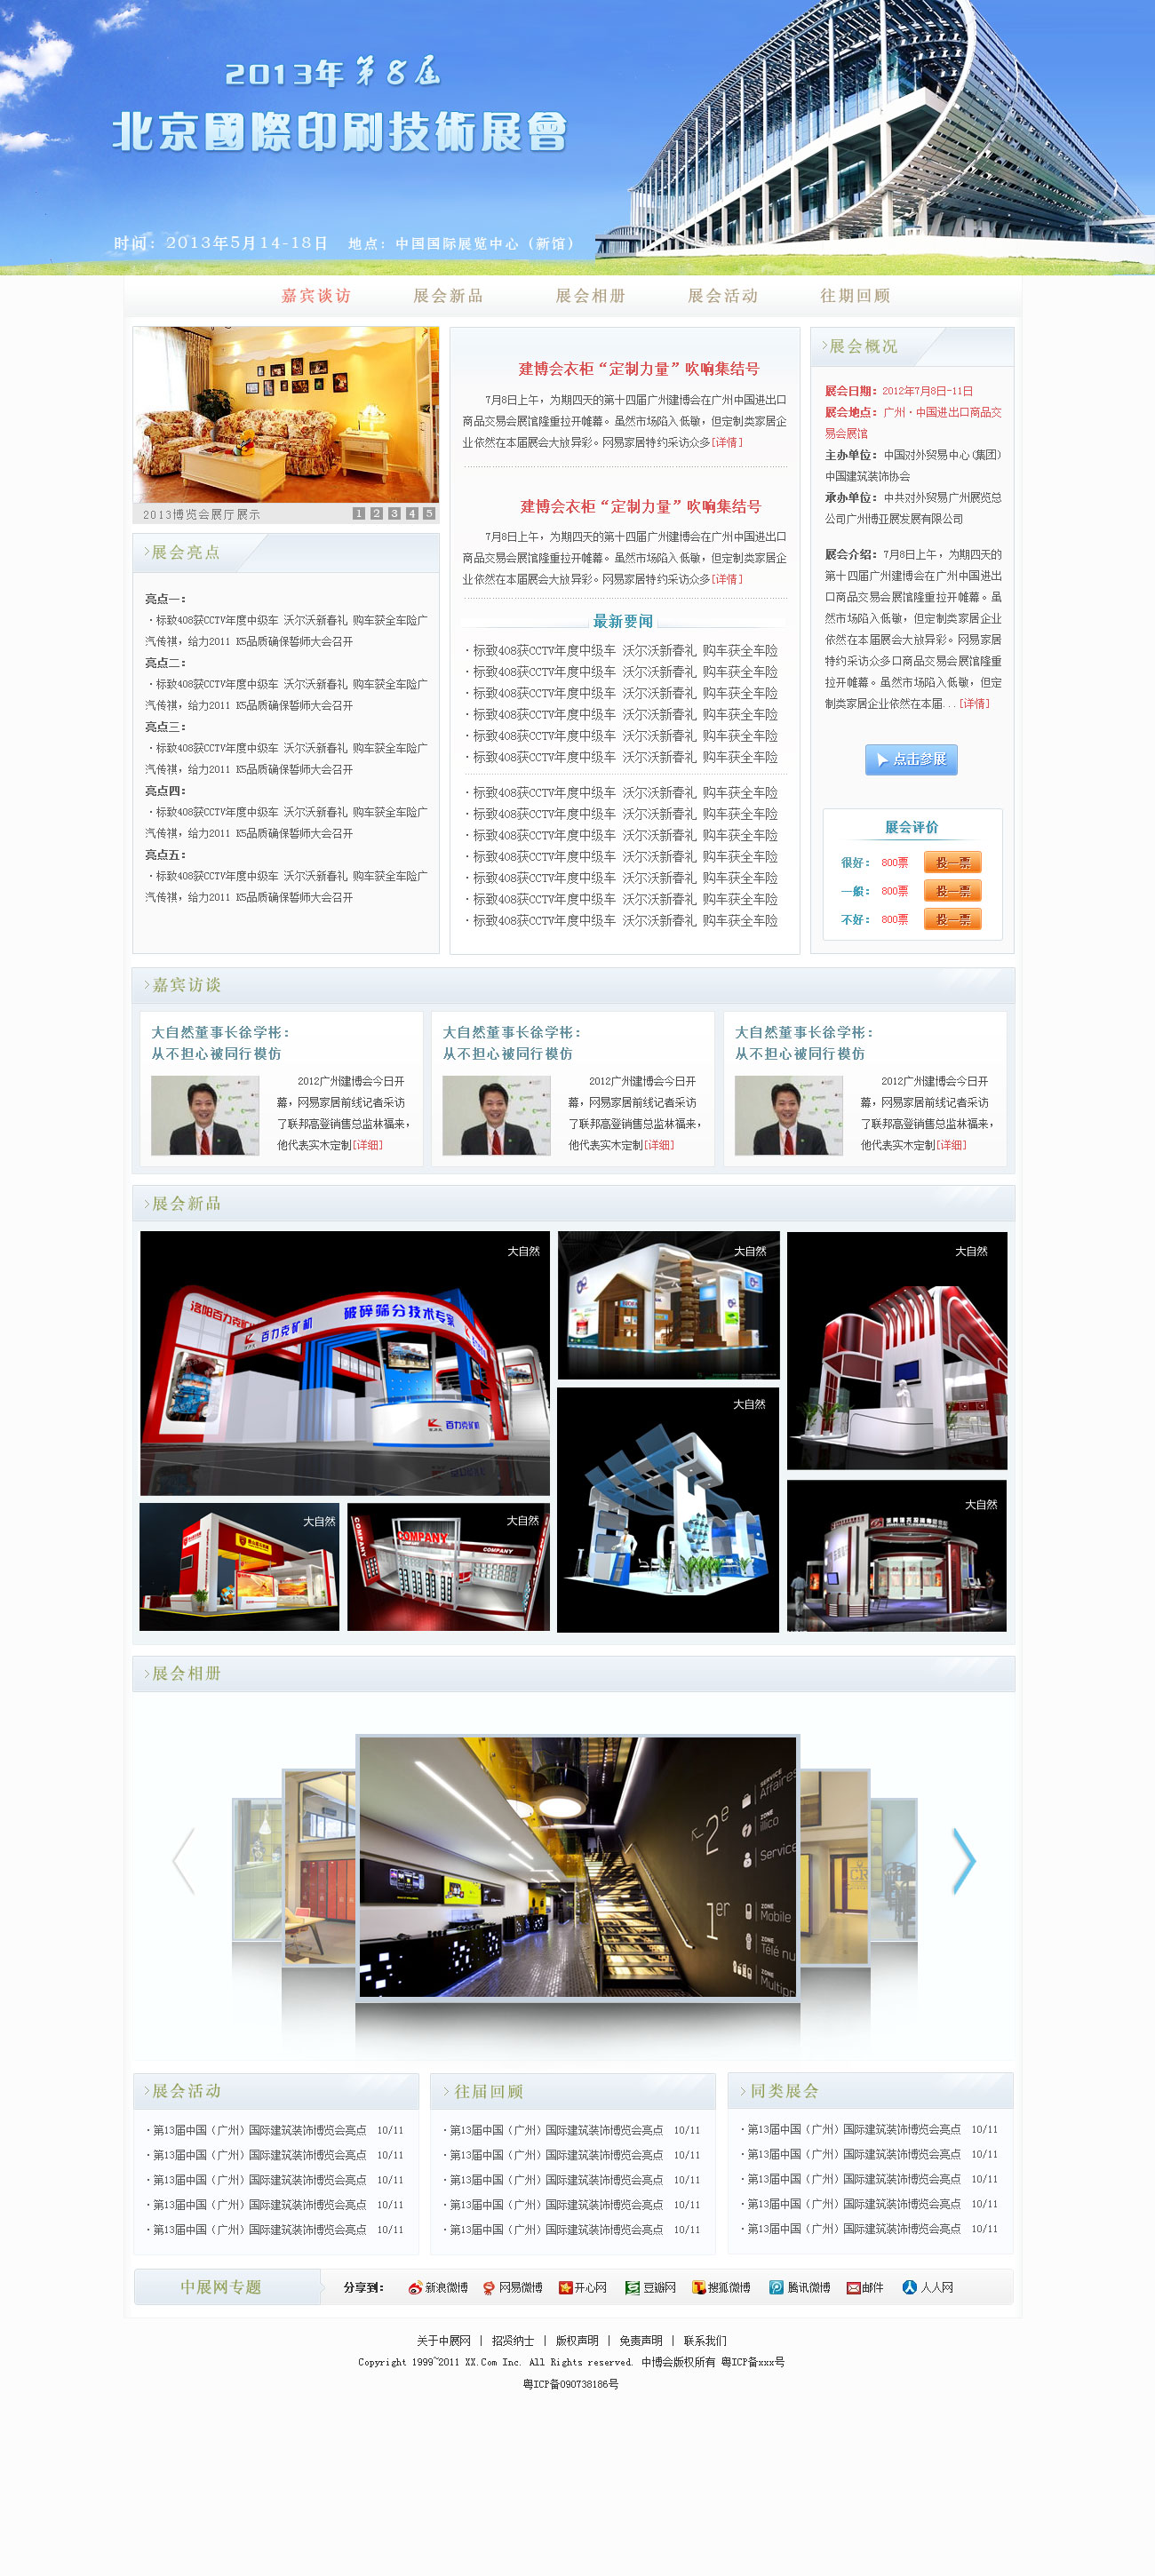 2013年 第8届
北京國際印刷技術展會
时间：2013年5月14-18日 地点：中国国际展览中心（新馆）
嘉宾谈访 展会新品 展会相册 展会活动 往期回顾
2013博览会展厅展示
1 2 3 4 5
展会亮点
亮点一：
·标致408获CCTV年度中级车 沃尔沃新春礼 购车获全车险广
汽传祺，给力2011 K5品质确保誓师大会召开
亮点二：
·标致408获CCTV年度中级车 沃尔沃新春礼 购车获全车险广
汽传祺，给力2011 K5品质确保誓师大会召开
亮点三：
·标致408获CCTV年度中级车 沃尔沃新春礼 购车获全车险广
汽传祺，给力2011 K5品质确保誓师大会召开
亮点四：
·标致408获CCTV年度中级车 沃尔沃新春礼 购车获全车险广
汽传祺，给力2011 K5品质确保誓师大会召开
亮点五：
·标致408获CCTV年度中级车 沃尔沃新春礼 购车获全车险广
汽传祺，给力2011 K5品质确保誓师大会召开
建博会衣柜“定制力量”吹响集结号
7月8日上午，为期四天的第十四届广州建博会在广州中国进出口
商品交易会展馆隆重拉开帷幕。虽然市场陷入低敏，但定制类家居企
业依然在本届展会大放异彩。网易家居特约采访众多[详情]
建博会衣柜“定制力量”吹响集结号
7月8日上午，为期四天的第十四届广州建博会在广州中国进出口
商品交易会展馆隆重拉开帷幕。虽然市场陷入低敏，但定制类家居企
业依然在本届展会大放异彩。网易家居特约采访众多[详情]
最新要闻
·标致408获CCTV年度中级车 沃尔沃新春礼 购车获全车险
·标致408获CCTV年度中级车 沃尔沃新春礼 购车获全车险
·标致408获CCTV年度中级车 沃尔沃新春礼 购车获全车险
·标致408获CCTV年度中级车 沃尔沃新春礼 购车获全车险
·标致408获CCTV年度中级车 沃尔沃新春礼 购车获全车险
·标致408获CCTV年度中级车 沃尔沃新春礼 购车获全车险
·标致408获CCTV年度中级车 沃尔沃新春礼 购车获全车险
·标致408获CCTV年度中级车 沃尔沃新春礼 购车获全车险
·标致408获CCTV年度中级车 沃尔沃新春礼 购车获全车险
·标致408获CCTV年度中级车 沃尔沃新春礼 购车获全车险
·标致408获CCTV年度中级车 沃尔沃新春礼 购车获全车险
·标致408获CCTV年度中级车 沃尔沃新春礼 购车获全车险
·标致408获CCTV年度中级车 沃尔沃新春礼 购车获全车险
展会概况
展会日期：2012年7月8日-11日
展会地点：广州·中国进出口商品交
易会展馆
主办单位：中国对外贸易中心(集团)
中国建筑装饰协会
承办单位：中共对外贸易广州展览总
公司广州博亚展发展有限公司
展会介绍：7月8日上午，为期四天的
第十四届广州建博会在广州中国进出
口商品交易会展馆隆重拉开帷幕。虽
然市场陷入低敏，但定制类家居企业
依然在本届展会大放异彩。网易家居
特约采访众多口商品交易会展馆隆重
拉开帷幕。虽然市场陷入低敏，但定
制类家居企业依然在本届...[详情]
点击参展
展会评价
很好： 800票 投一票
一般： 800票 投一票
不好： 800票 投一票
嘉宾访谈
大自然董事长徐学彬：
从不担心被同行模仿
2012广州建博会今日开
幕，网易家居前线记者采访
了联邦高登销售总监林福来，
他代表实木定制[详细]
大自然董事长徐学彬：
从不担心被同行模仿
2012广州建博会今日开
幕，网易家居前线记者采访
了联邦高登销售总监林福来，
他代表实木定制[详细]
大自然董事长徐学彬：
从不担心被同行模仿
2012广州建博会今日开
幕，网易家居前线记者采访
了联邦高登销售总监林福来，
他代表实木定制[详细]
展会新品
大自然
洛阳百力克矿机
百力克矿机
破碎筛分技术专家
百力克矿机
大自然
大自然
大自然
大自然
大自然
COMPANY
COMPANY
COMPANY
大自然
展会相册
2e
SERVICE
Affaires
ZONE
illico
ZONE
Service
1er
ZONE
Mobile
ZONE
Télé nu
ZONE
Multipr
展会活动
·第13届中国（广州）国际建筑装饰博览会亮点 10/11
·第13届中国（广州）国际建筑装饰博览会亮点 10/11
·第13届中国（广州）国际建筑装饰博览会亮点 10/11
·第13届中国（广州）国际建筑装饰博览会亮点 10/11
·第13届中国（广州）国际建筑装饰博览会亮点 10/11
往届回顾
·第13届中国（广州）国际建筑装饰博览会亮点 10/11
·第13届中国（广州）国际建筑装饰博览会亮点 10/11
·第13届中国（广州）国际建筑装饰博览会亮点 10/11
·第13届中国（广州）国际建筑装饰博览会亮点 10/11
·第13届中国（广州）国际建筑装饰博览会亮点 10/11
同类展会
·第13届中国（广州）国际建筑装饰博览会亮点 10/11
·第13届中国（广州）国际建筑装饰博览会亮点 10/11
·第13届中国（广州）国际建筑装饰博览会亮点 10/11
·第13届中国（广州）国际建筑装饰博览会亮点 10/11
·第13届中国（广州）国际建筑装饰博览会亮点 10/11
中展网专题 分享到： 新浪微博 网易微博 开心网 豆瓣网 搜狐微博 腾讯微博 邮件 人人网
关于中展网 | 招贤纳士 | 版权声明 | 免责声明 | 联系我们
Copyright 1999~2011 XX.Com Inc. All Rights reserved. 中博会版权所有 粤ICP备xxx号
粤ICP备090738186号